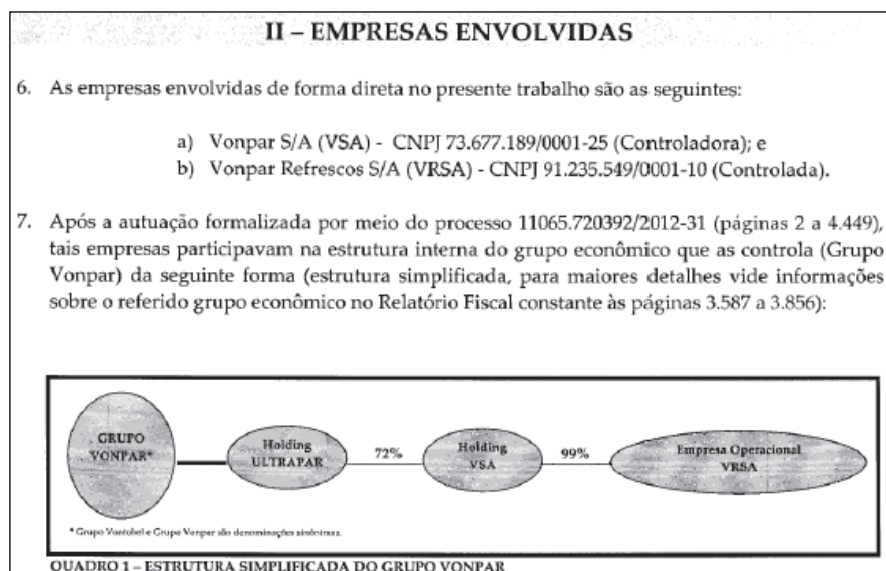 II – EMPRESAS ENVOLVIDAS
6. As empresas envolvidas de forma direta no presente trabalho são as seguintes:
a) Vonpar S/A (VSA) - CNPJ 73.677.189/0001-25 (Controladora); e
b) Vonpar Refrescos S/A (VRSA) - CNPJ 91.235.549/0001-10 (Controlada).
7. Após a autuação formalizada por meio do processo 11065.720392/2012-31 (páginas 2 a 4.449),
tais empresas participavam na estrutura interna do grupo econômico que as controla (Grupo
Vonpar) da seguinte forma (estrutura simplificada, para maiores detalhes vide informações
sobre o referido grupo econômico no Relatório Fiscal constante às páginas 3.587 a 3.856):
GRUPO
VONPAR*
Holding
ULTRAPAR
72%
Holding
VSA
99%
Empresa Operacional
VRSA
* Grupo Vontobel e Grupo Vonpar são denominações sinônimas.
QUADRO 1 – ESTRUTURA SIMPLIFICADA DO GRUPO VONPAR